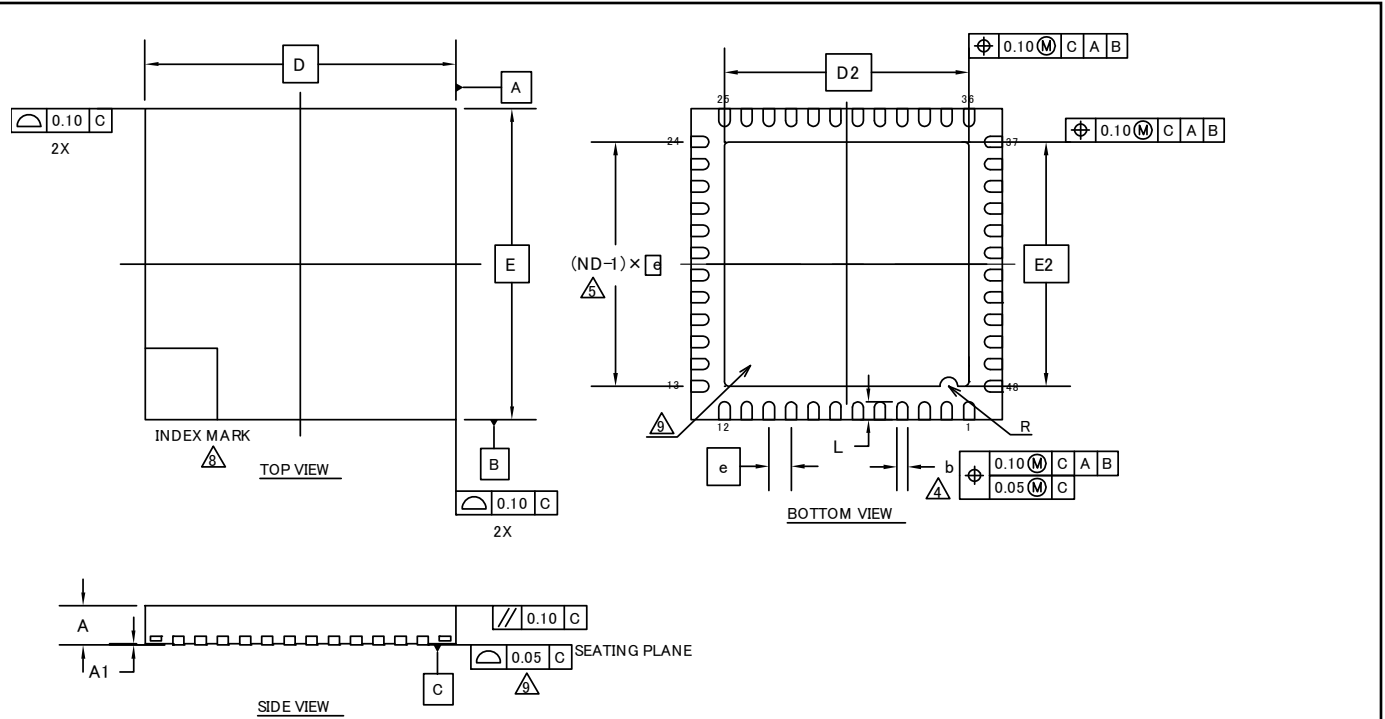 D
A
0.10 C
2X
E
INDEX MARK
8
TOP VIEW
B
0.10 C
2X
D2
0.10 Ⓜ C A B
25
36
0.10 Ⓜ C A B
24
37
(ND-1)× e
5
E2
13
48
9
12
1
L
R
e
b
4
0.10 Ⓜ C A B
0.05 Ⓜ C
BOTTOM VIEW
A
// 0.10 C
A1
0.05 C SEATING PLANE
9
C
SIDE VIEW